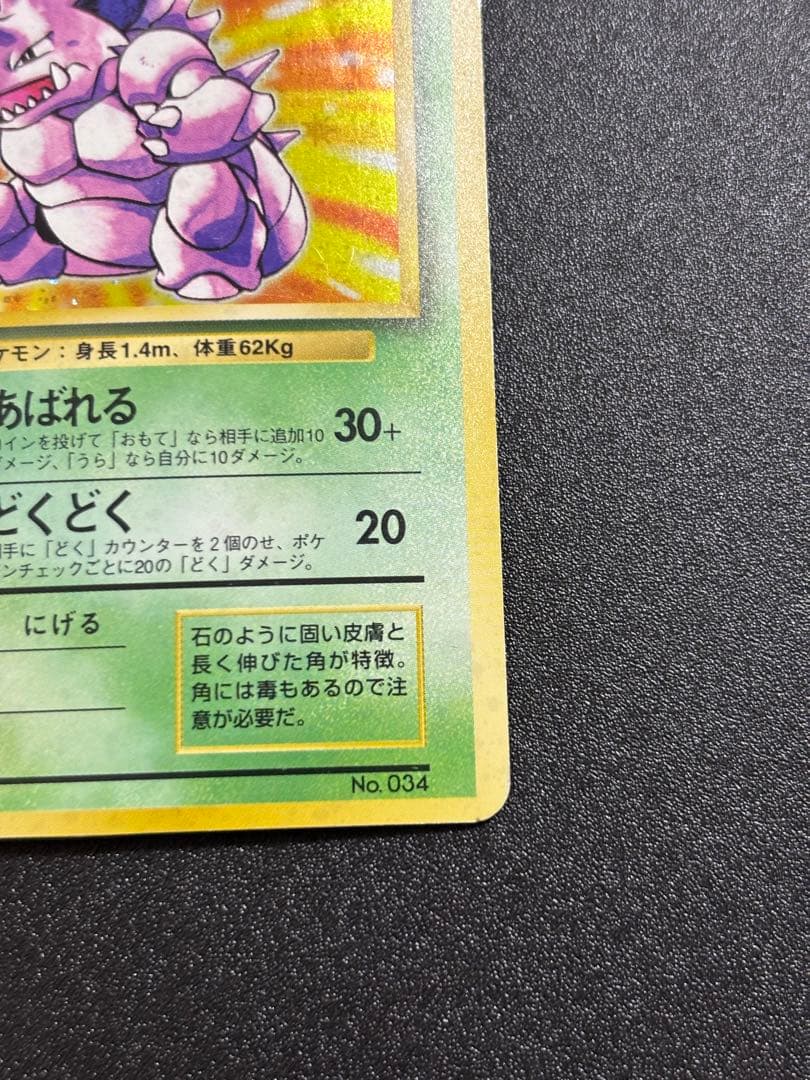 ケモン：身長1.4m、体重62Kg
あばれる 30+
コインを投げて「おもて」なら相手に追加10
ダメージ、「うら」なら自分に10ダメージ。
どくどく 20
相手に「どく」カウンターを2個のせ、ポケ
ンチェックごとに20の「どく」ダメージ。
にげる
石のように固い皮膚と
長く伸びた角が特徴。
角には毒もあるので注
意が必要だ。
No. 034